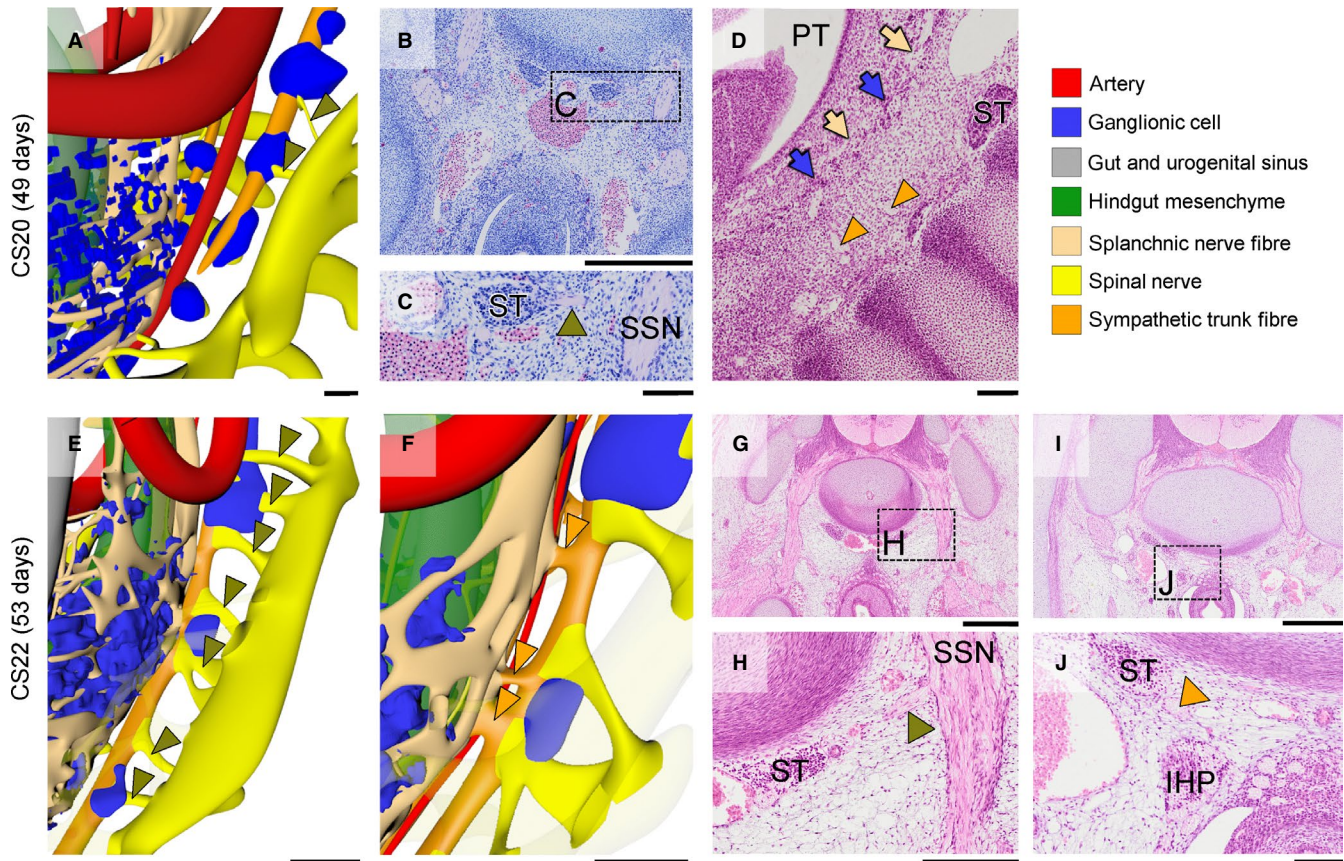 A
B
C
D
PT
ST
CS20 (49 days)
C
ST
SSN
Artery
Ganglionic cell
Gut and urogenital sinus
Hindgut mesenchyme
Splanchnic nerve fibre
Spinal nerve
Sympathetic trunk fibre
E
F
G
H
I
J
CS22 (53 days)
H
SSN
ST
J
ST
IHP